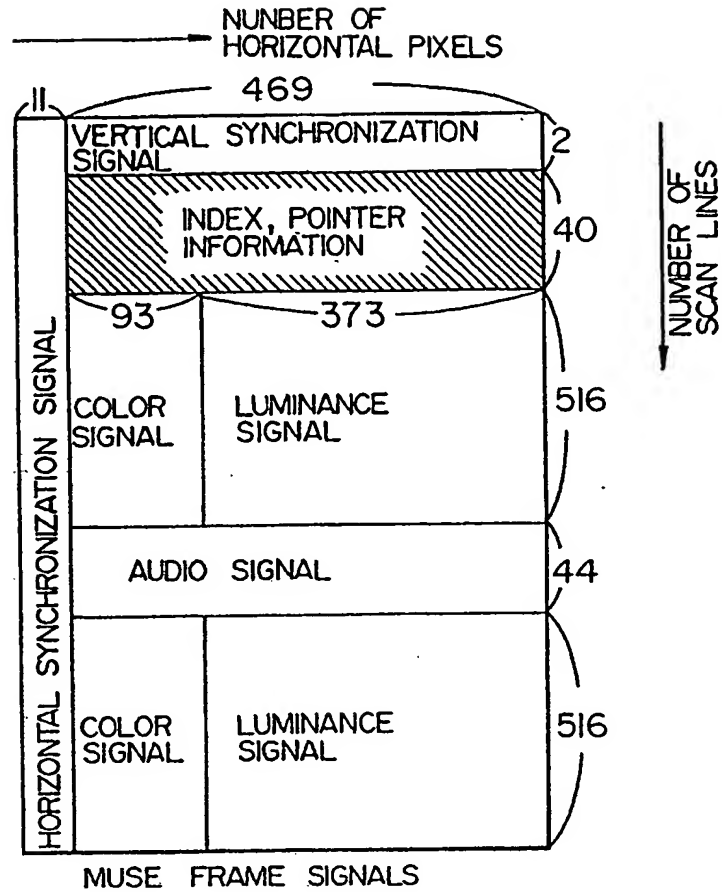 NUNBER OF
HORIZONTAL PIXELS
11
469
VERTICAL SYNCHRONIZATION
SIGNAL
2
INDEX, POINTER
INFORMATION
40
NUMBER OF
SCAN LINES
93
373
HORIZONTAL SYNCHRONIZATION SIGNAL
COLOR
SIGNAL
LUMINANCE
SIGNAL
516
AUDIO SIGNAL
44
COLOR
SIGNAL
LUMINANCE
SIGNAL
516
MUSE FRAME SIGNALS